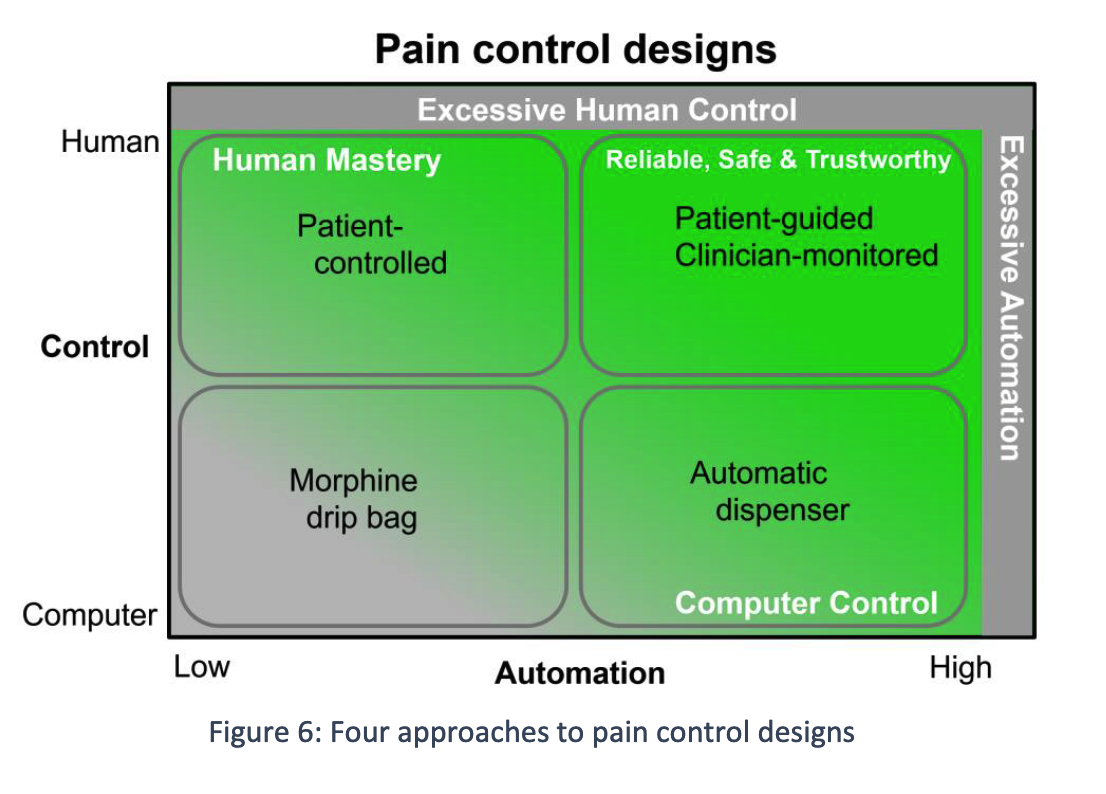 Pain control designs
Excessive Human Control
Human
Human Mastery
Reliable, Safe & Trustworthy
Excessive Automation
Patient-
controlled
Patient-guided
Clinician-monitored
Control
Morphine
drip bag
Automatic
dispenser
Computer Control
Computer
Low
Automation
High
Figure 6: Four approaches to pain control designs